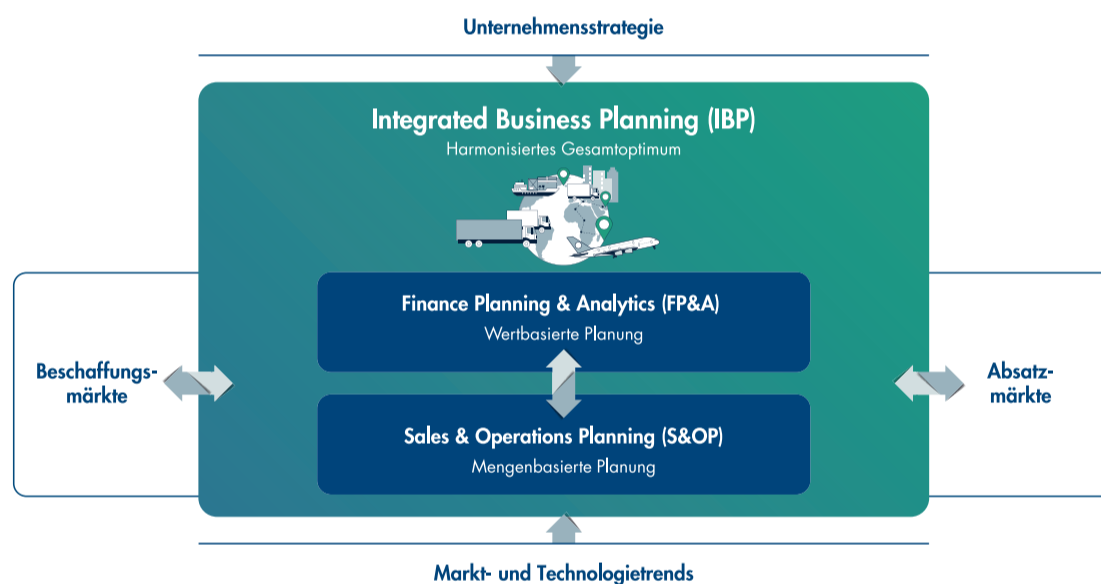 Unternehmensstrategie
Integrated Business Planning (IBP)
Harmonisiertes Gesamtoptimum
Finance Planning & Analytics (FP&A)
Wertbasierte Planung
Beschaffungs-
märkte
Absatz-
märkte
Sales & Operations Planning (S&OP)
Mengenbasierte Planung
Markt- und Technologietrends